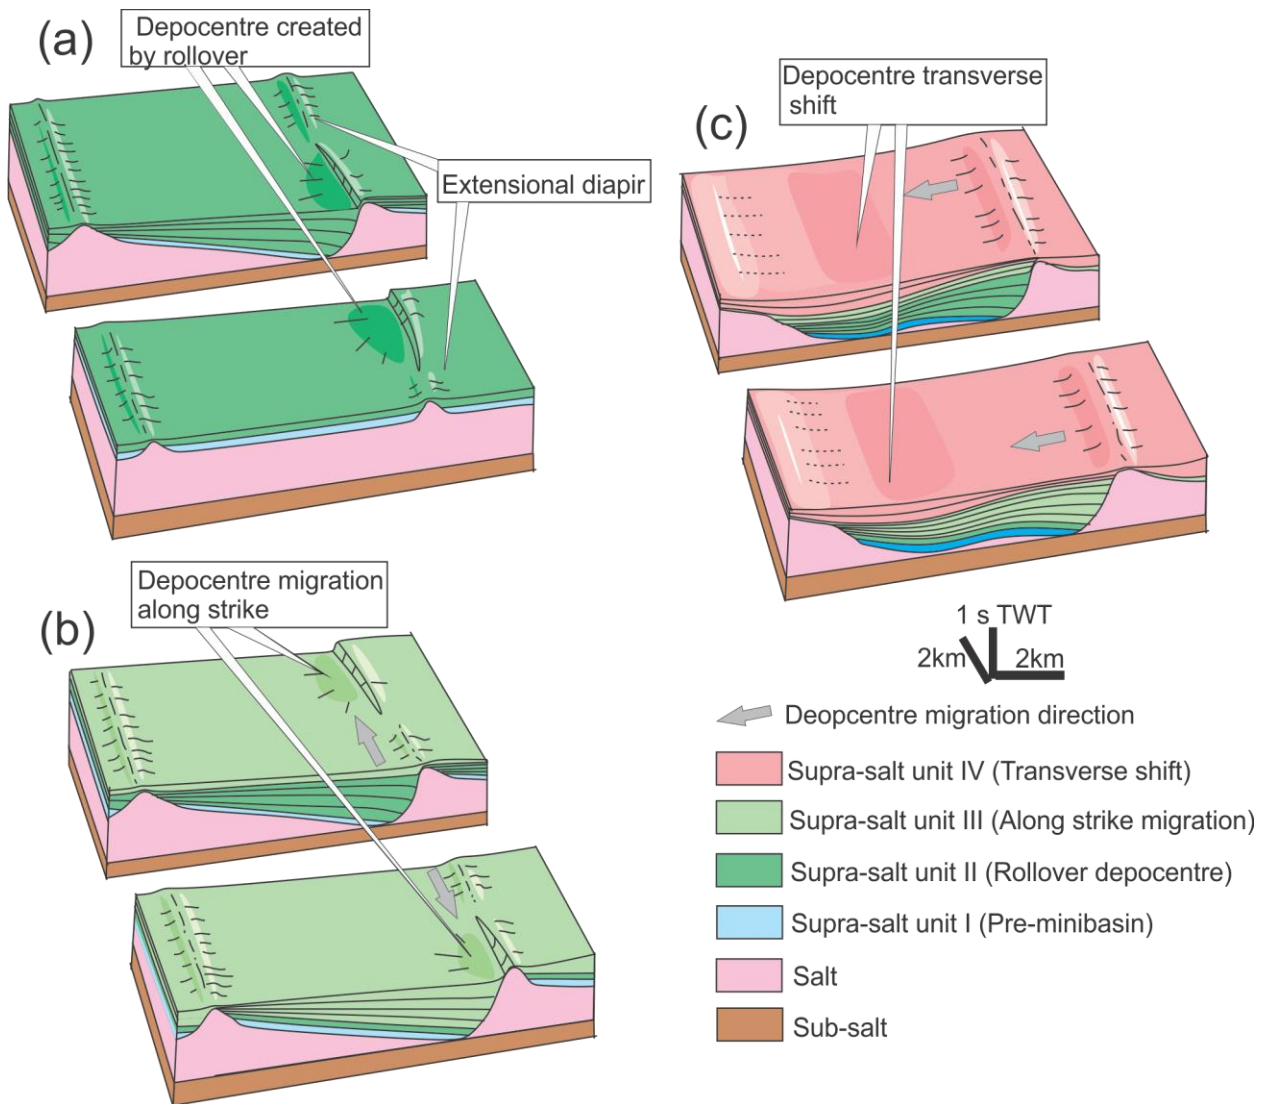 (a)
Depocentre created
by rollover
Extensional diapir
(c)
Depocentre transverse
shift
(b)
Depocentre migration
along strike
1 s TWT
2km
2km
Deopcentre migration direction
Supra-salt unit IV (Transverse shift)
Supra-salt unit III (Along strike migration)
Supra-salt unit II (Rollover depocentre)
Supra-salt unit I (Pre-minibasin)
Salt
Sub-salt